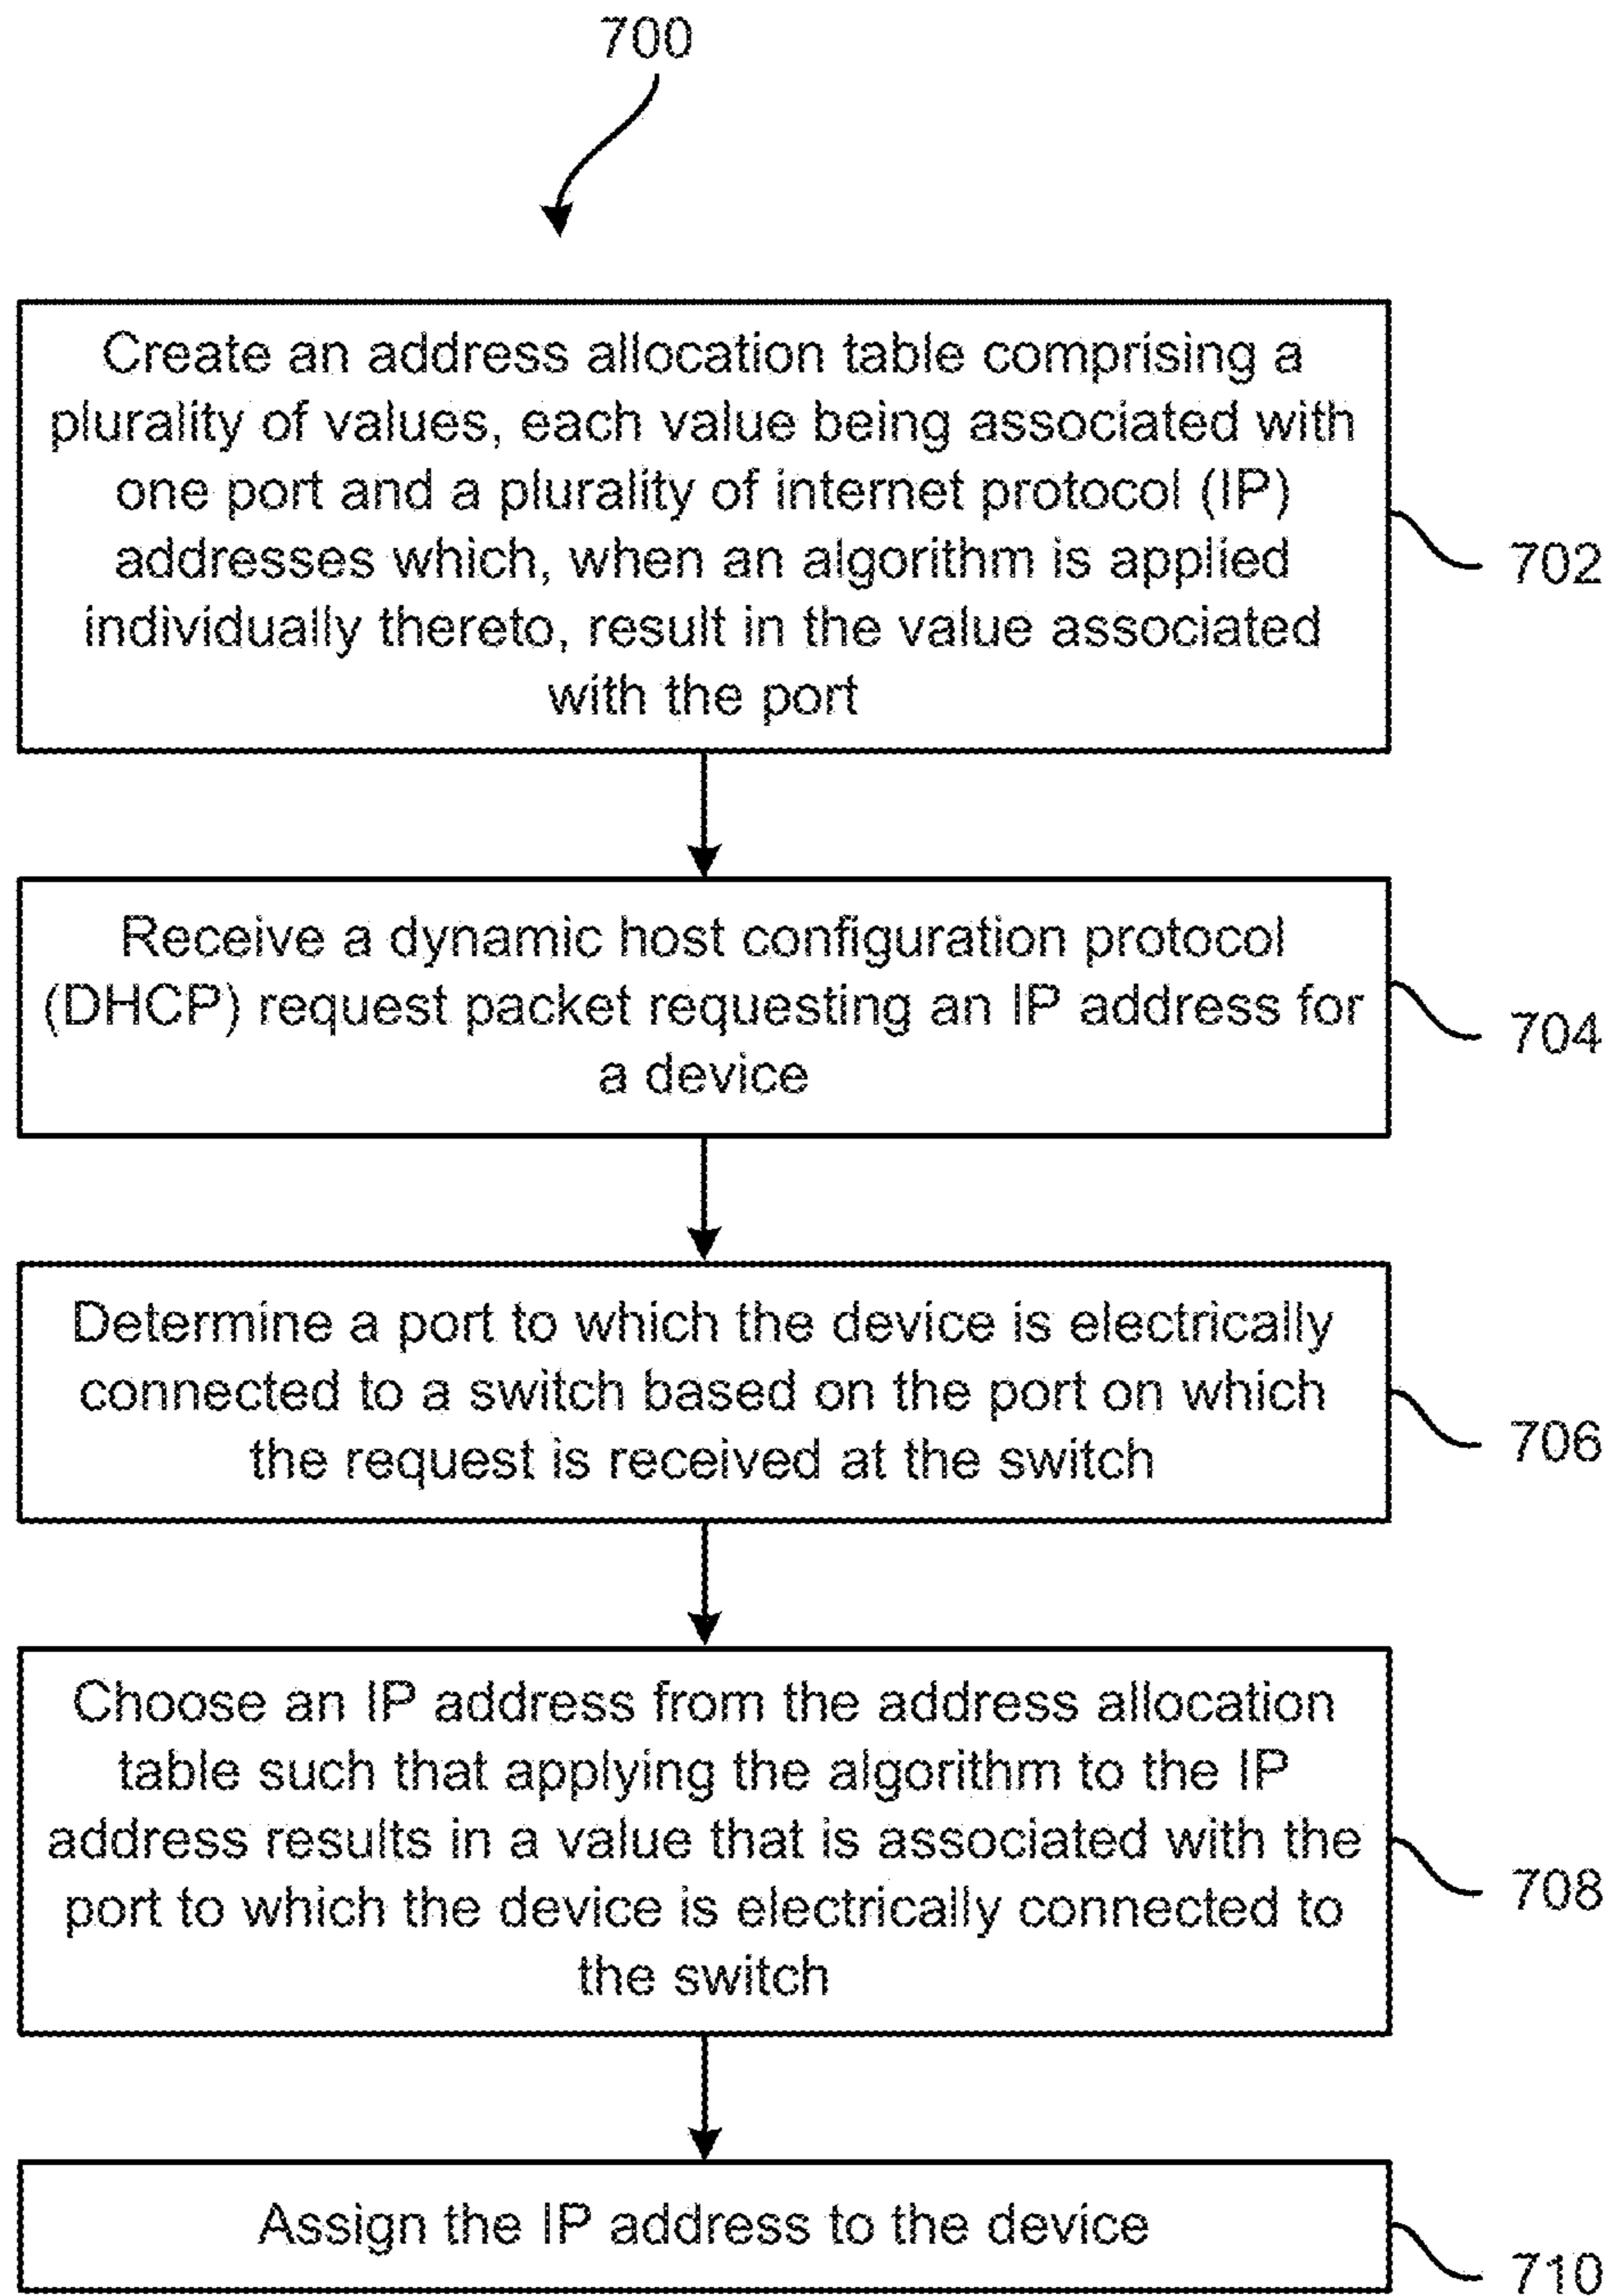 700
Create an address allocation table comprising a
plurality of values, each value being associated with
one port and a plurality of internet protocol (IP)
addresses which, when an algorithm is applied
individually thereto, result in the value associated
with the port
702
Receive a dynamic host configuration protocol
(DHCP) request packet requesting an IP address for
a device
704
Determine a port to which the device is electrically
connected to a switch based on the port on which
the request is received at the switch
706
Choose an IP address from the address allocation
table such that applying the algorithm to the IP
address results in a value that is associated with the
port to which the device is electrically connected to
the switch
708
Assign the IP address to the device
710